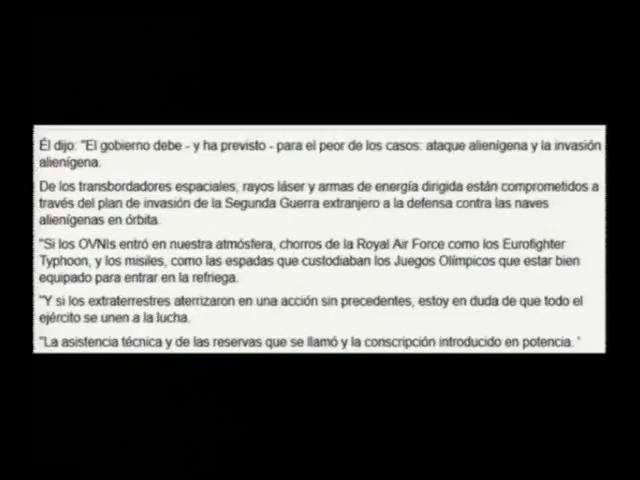 Él dijo: "El gobierno debe - y ha previsto - para el peor de los casos: ataque alienígena y la invasión
alienígena.
De los transbordadores espaciales, rayos láser y armas de energía dirigida están comprometidos a
través del plan de invasión de la Segunda Guerra extranjero a la defensa contra las naves
alienígenas en órbita.
"Si los OVNIs entró en nuestra atmósfera, chorros de la Royal Air Force como los Eurofighter
Typhoon, y los misiles, como las espadas que custodiaban los Juegos Olímpicos que estar bien
equipado para entrar en la refriega.
"Y si los extraterrestres aterrizaron en una acción sin precedentes, estoy en duda de que todo el
ejército se unen a la lucha.
"La asistencia técnica y de las reservas que se llamó y la conscripción introducido en potencia. '